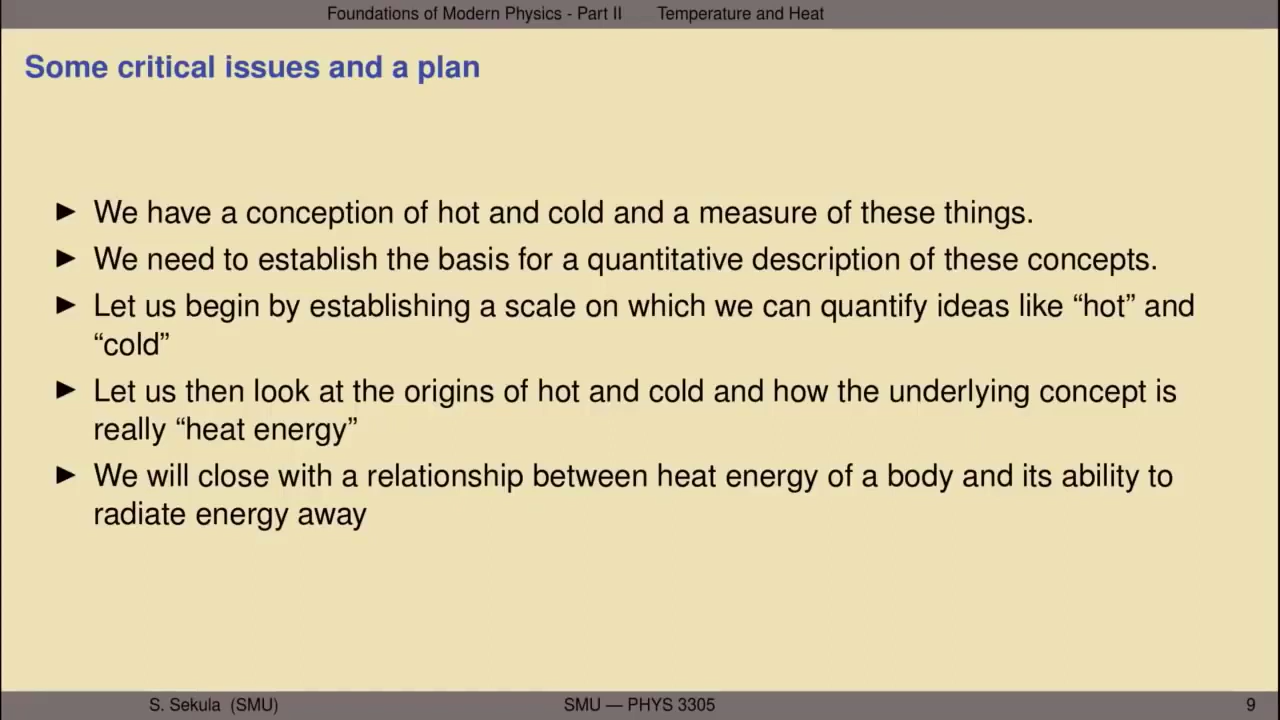 Foundations of Modern Physics - Part II Temperature and Heat
Some critical issues and a plan
We have a conception of hot and cold and a measure of these things.
We need to establish the basis for a quantitative description of these concepts.
Let us begin by establishing a scale on which we can quantify ideas like “hot” and
“cold”
Let us then look at the origins of hot and cold and how the underlying concept is
really “heat energy”
We will close with a relationship between heat energy of a body and its ability to
radiate energy away
S. Sekula (SMU) SMU — PHYS 3305 9